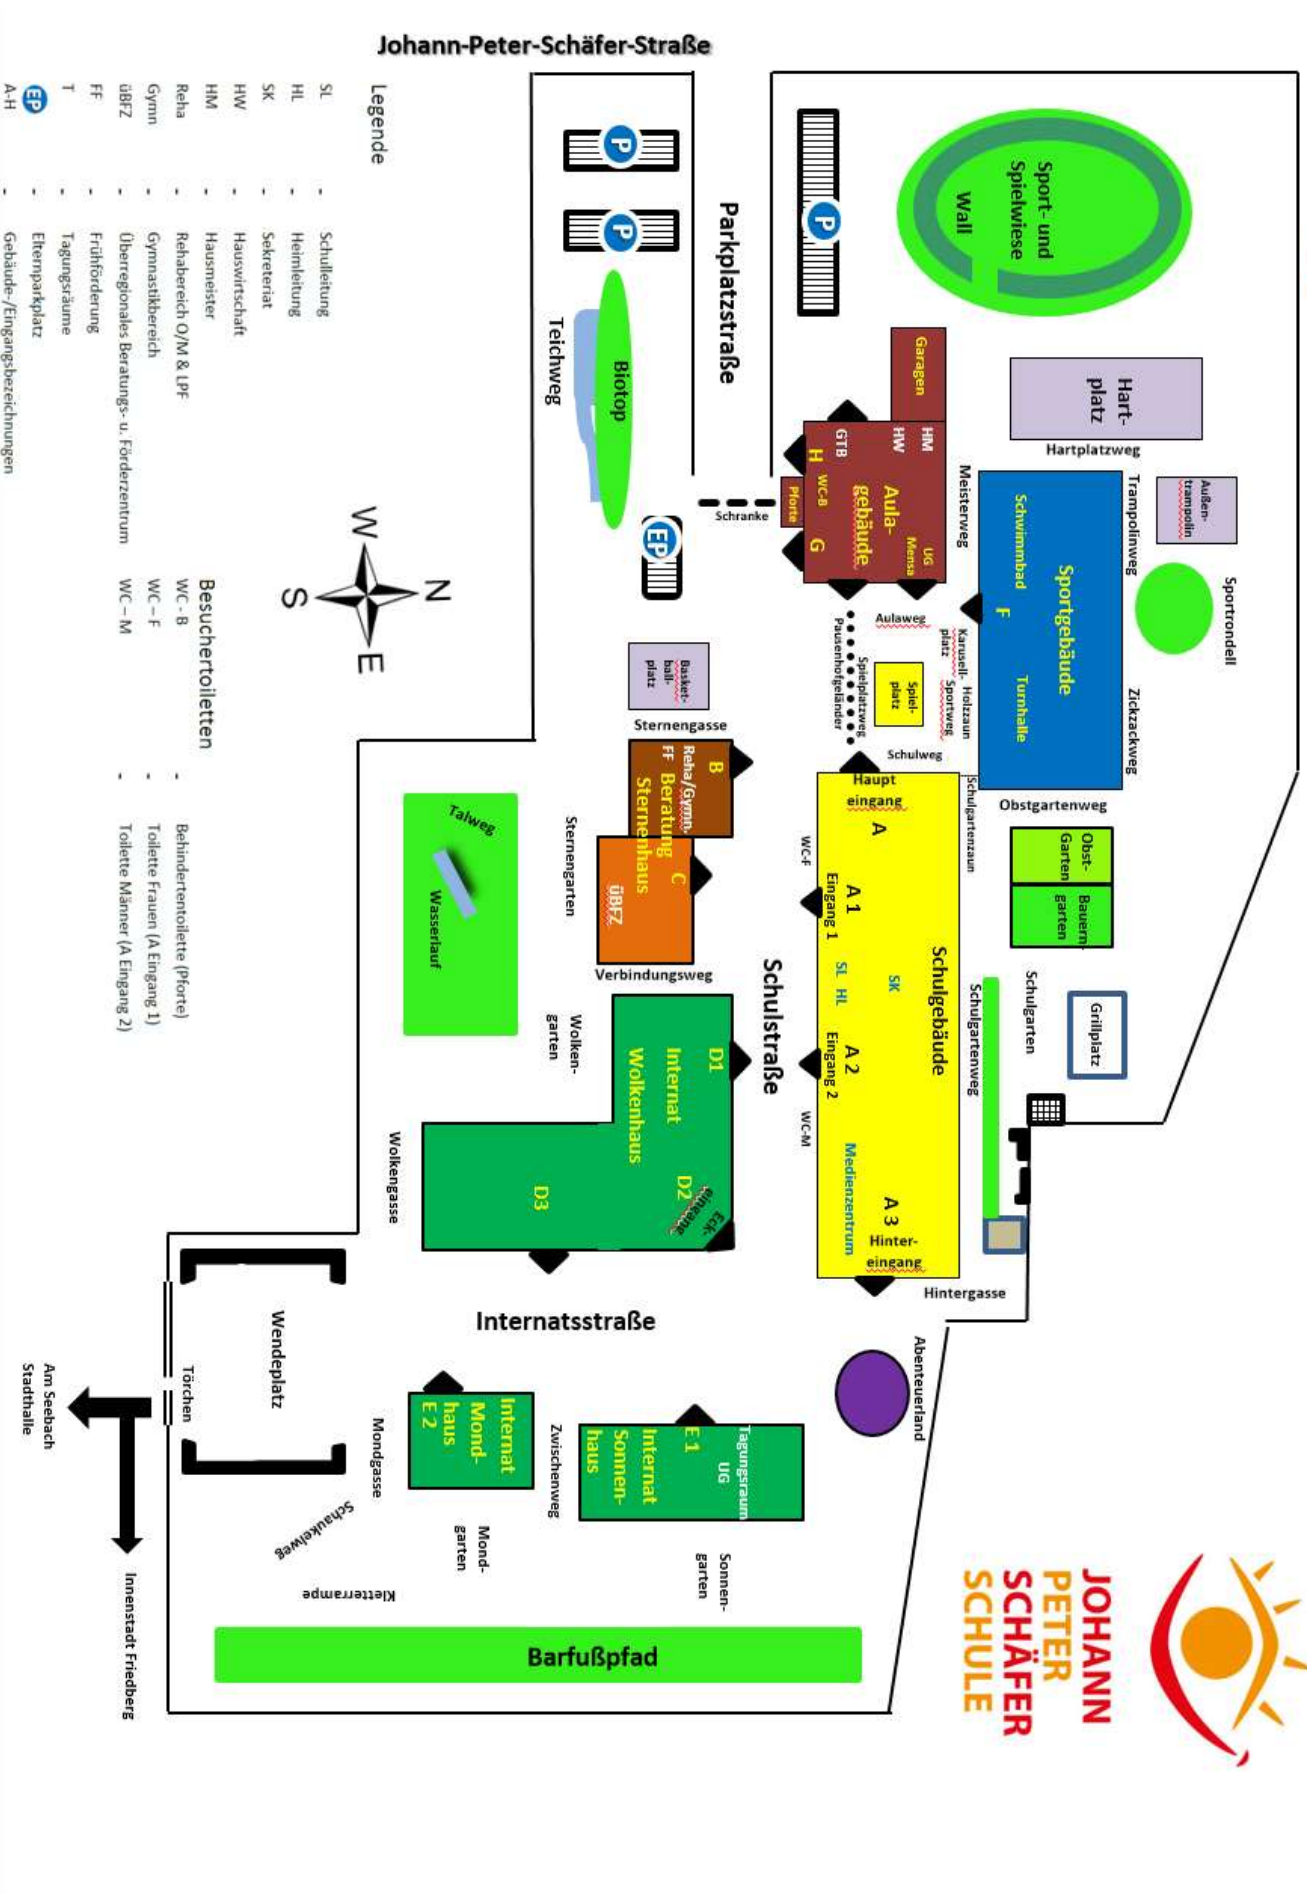 Johann-Peter-Schäfer-Straße
JOHANN
PETER
SCHÄFER
SCHULE
Sport- und
Spielwiese
Wall
P
P
P
Parkplatzstraße
Teichweg
Biotop
Garagen
Hart-
platz
Hartplatzweg
HM
HW
GTB
H
WC-B
Aula-
gebäude
UG
Mensa
G
Pforte
Schranke
EP
Meisterweg
Trampolinweg
Außen-
trampolin
Sportrondell
Sportgebäude
Schwimmbad
F
Turnhalle
Zickzackweg
Aulaweg
Karusell-
platz
Holzzaun
Sportweg
Spiel-
platz
Spielplatzweg
Pausenhofgeländer
Schulweg
Basket-
ball-
platz
Sternengasse
B
Reha/Gymn.
FF
Beratung
Sternenhaus
C
üBFZ
Sternengarten
Verbindungsweg
Talweg
Wasserlauf
Haupt
eingang
A
Schulgartenzaun
Obstgartenweg
Obst-
Garten
Bauern-
garten
WC-F
A 1
Eingang 1
SL HL
SK
Schulgebäude
A 2
Eingang 2
WC-M
Medienzentrum
A 3
Hinter-
eingang
Schulgartenweg
Schulgarten
Grillplatz
Hintergasse
Schulstraße
Wolken-
garten
D1
Internat
Wolkenhaus
D2
Eck-
eingang
D3
Wolkengasse
Internatsstraße
Abenteuerland
Wendeplatz
Törchen
Am Seebach
Stadthalle
Innenstadt Friedberg
Internat
Mond-
haus
E 2
Mondgasse
Zwischenweg
Tagungsraum
UG
E 1
Internat
Sonnen-
haus
Schaukelweg
Mond-
garten
Sonnen-
garten
Kletterrampe
Barfußpfad
N
W
E
S
Legende
SL - Schulleitung
HL - Heimleitung
SK - Sekreteriat
HW - Hauswirtschaft
HM - Hausmeister
Reha - Rehabereich O/M & LPF
Gymn - Gymnastikbereich
üBFZ - Überregionales Beratungs- u. Förderzentrum
FF - Frühförderung
T - Tagungsräume
EP - Elternparkplatz
A-H - Gebäude-/Eingangsbezeichnungen
Besuchertoiletten
WC - B - Behindertentoilette (Pforte)
WC – F - Toilette Frauen (A Eingang 1)
WC – M - Toilette Männer (A Eingang 2)